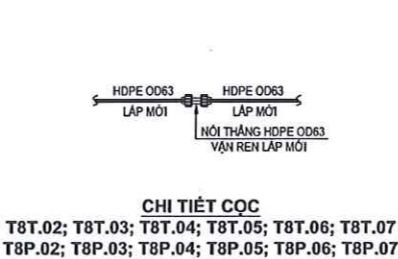 HDPE OD63 HDPE OD63
LẮP MỚI LẮP MỚI
NỐI THẲNG HDPE OD63
VẶN REN LẮP MỚI
CHI TIẾT CỌC
T8T.02; T8T.03; T8T.04; T8T.05; T8T.06; T8T.07
T8P.02; T8P.03; T8P.04; T8P.05; T8P.06; T8P.07